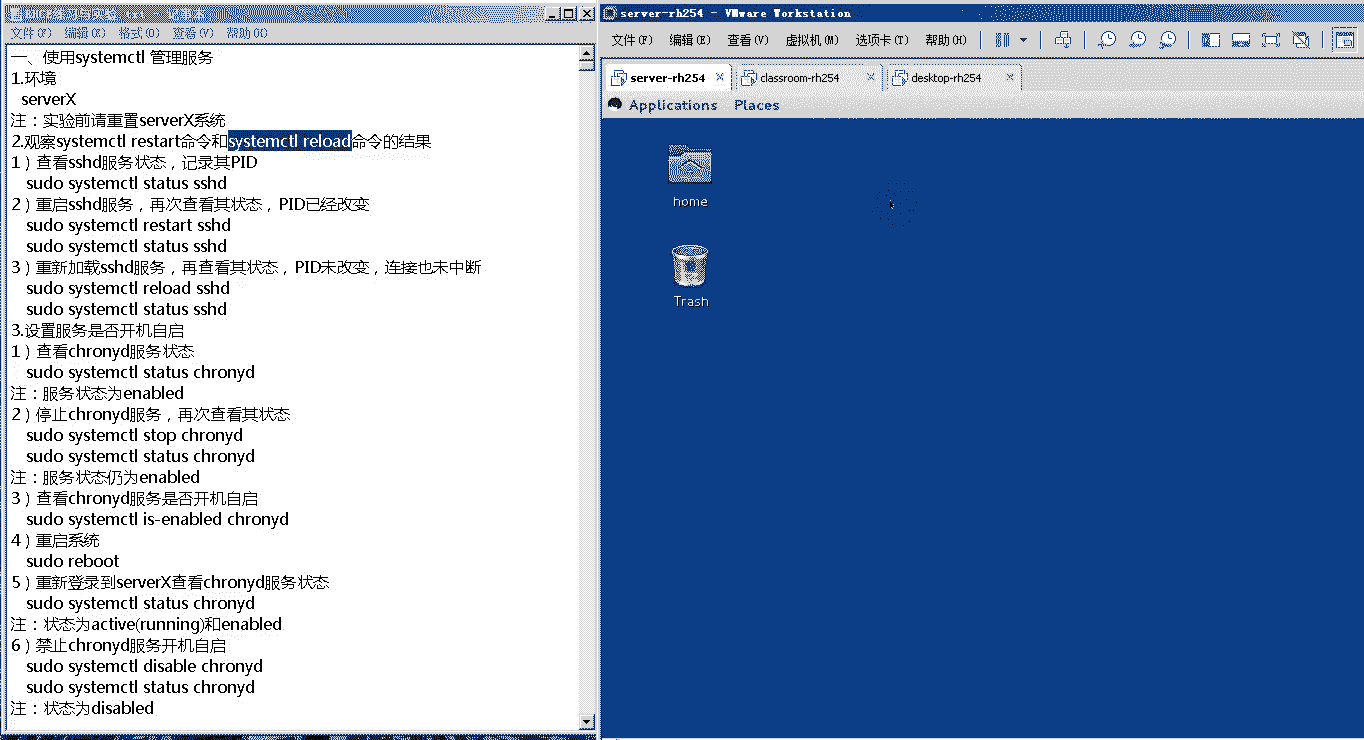 文件(F) 编辑(E) 格式(O) 查看(V) 帮助(H)
一、使用systemctl 管理服务
1.环境
serverX
注：实验前请重置serverX系统
2.观察systemctl restart命令和systemctl reload命令的结果
1）查看sshd服务状态，记录其PID
sudo systemctl status sshd
2）重启sshd服务，再次查看其状态，PID已经改变
sudo systemctl restart sshd
sudo systemctl status sshd
3）重新加载sshd服务，再查看其状态，PID未改变，连接也未中断
sudo systemctl reload sshd
sudo systemctl status sshd
3.设置服务是否开机自启
1）查看chronyd服务状态
sudo systemctl status chronyd
注：服务状态为enabled
2）停止chronyd服务，再次查看其状态
sudo systemctl stop chronyd
sudo systemctl status chronyd
注：服务状态仍为enabled
3）查看chronyd服务是否开机自启
sudo systemctl is-enabled chronyd
4）重启系统
sudo reboot
5）重新登录到serverX查看chronyd服务状态
sudo systemctl status chronyd
注：状态为active(running)和enabled
6）禁止chronyd服务开机自启
sudo systemctl disable chronyd
sudo systemctl status chronyd
注：状态为disabled
server-rh254 - VMware Workstation
文件(F) 编辑(E) 查看(V) 虚拟机(M) 选项卡(T) 帮助(H)
server-rh254 classroom-rh254 desktop-rh254
Applications Places
home
Trash